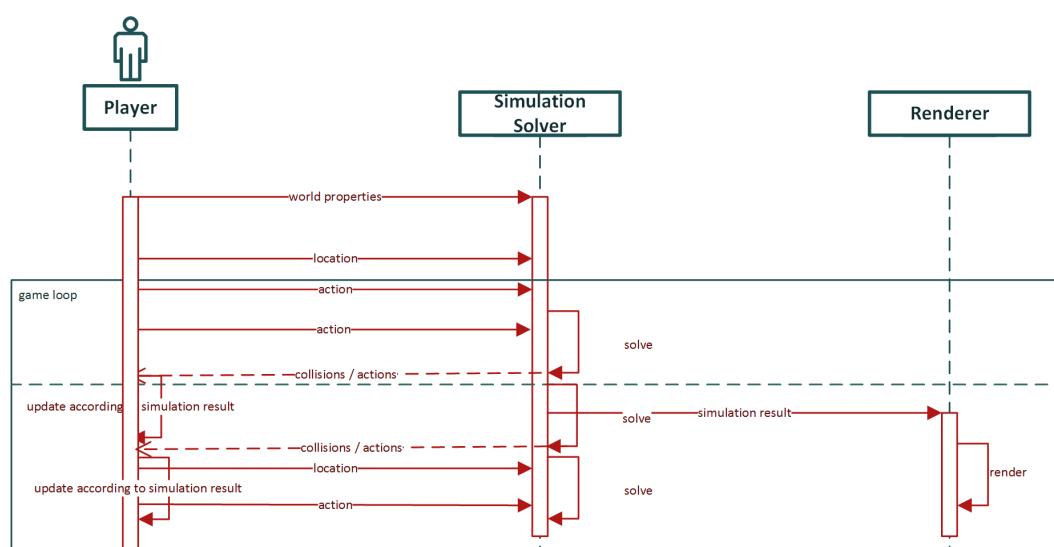 Player
Simulation
Solver
Renderer
world properties
location
game loop
action
action
solve
collisions / actions
update according
simulation result
solve
simulation result
collisions / actions
location
render
update according to simulation result
solve
action